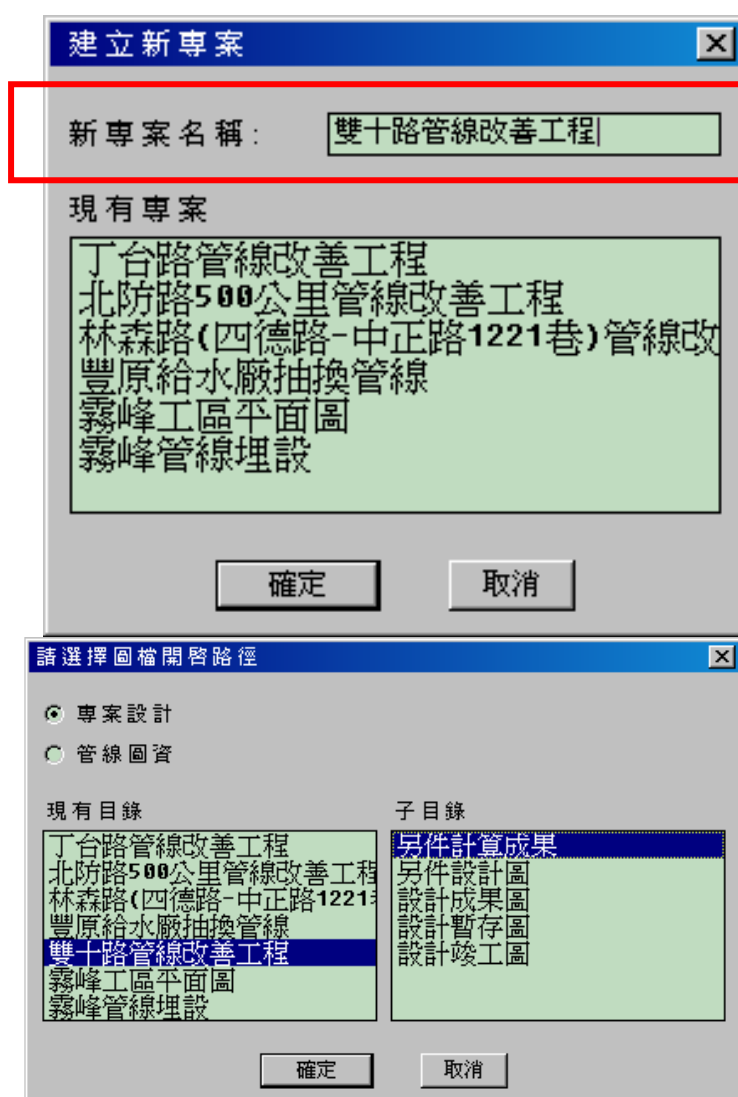 建立新專案
新專案名稱: 雙十路管線改善工程
現有專案
丁台路管線改善工程
北防路500公里管線改善工程
林森路(四德路-中正路1221巷)管線改
豐原給水廠抽換管線
霧峰工區平面圖
霧峰管線埋設
確定 取消
請選擇圖檔開啓路徑
專案設計
管線圖資
現有目錄
丁台路管線改善工程
北防路500公里管線改善工程
林森路(四德路-中正路1221
豐原給水廠抽換管線
雙十路管線改善工程
霧峰工區平面圖
霧峰管線埋設
子目錄
另件計算成果
另件設計圖
設計成果圖
設計暫存圖
設計竣工圖
確定 取消